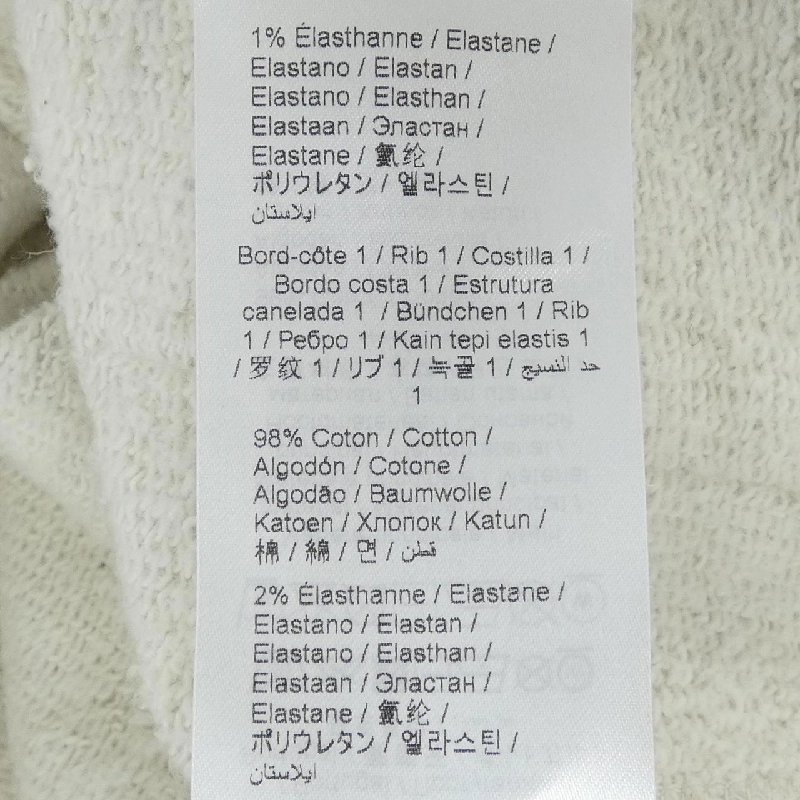 1% Élasthanne / Elastane /
Elastano / Elastan /
Elastano / Elasthan /
Elastaan / Эластан /
Elastane / 氨纶 /
ポリウレタン / 엘라스틴 /
ايلاستان
Bord-côte 1 / Rib 1 / Costilla 1 /
Bordo costa 1 / Estrutura
canelada 1 / Bündchen 1 / Rib
1 / Ребро 1 / Kain tepi elastis 1
/ 罗纹 1 / リブ 1 / 늑골 1 / حد النسيج
1
98% Coton / Cotton /
Algodón / Cotone /
Algodão / Baumwolle /
Katoen / Хлопок / Katun /
棉 / 綿 / 면 / قطن
2% Élasthanne / Elastane /
Elastano / Elastan /
Elastano / Elasthan /
Elastaan / Эластан /
Elastane / 氨纶 /
ポリウレタン / 엘라스틴 /
ايلاستان